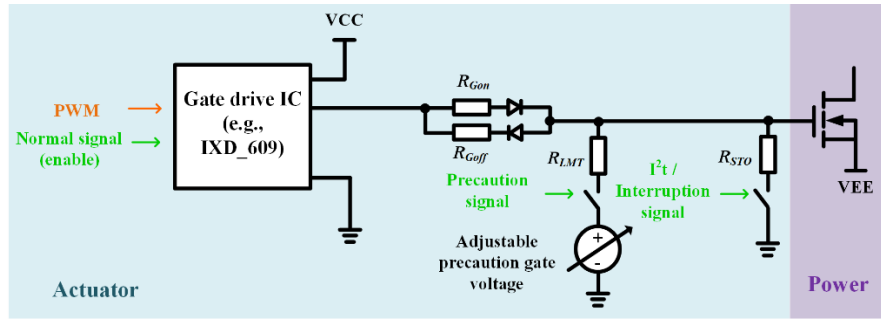 VCC
Gate drive IC
(e.g.,
IXD_609)
PWM
Normal signal
(enable)
RGon
RGoff
RLMT
RSTO
Precaution
signal
I²t /
Interruption
signal
VEE
+
-
Adjustable
precaution gate
voltage
Actuator
Power